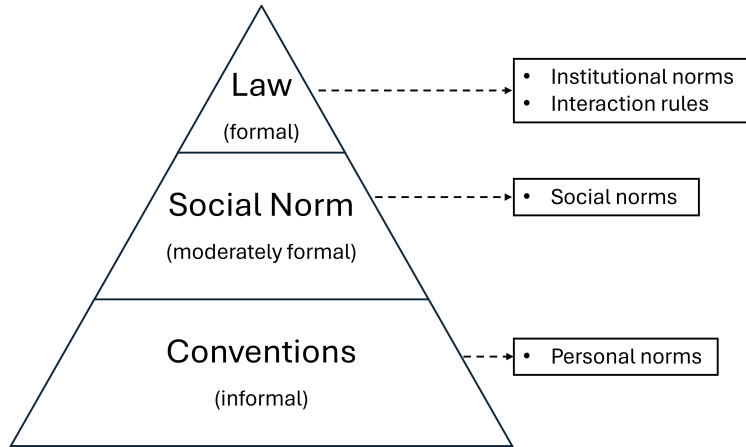 Law
(formal)
• Institutional norms
• Interaction rules
Social Norm
(moderately formal)
• Social norms
Conventions
(informal)
• Personal norms